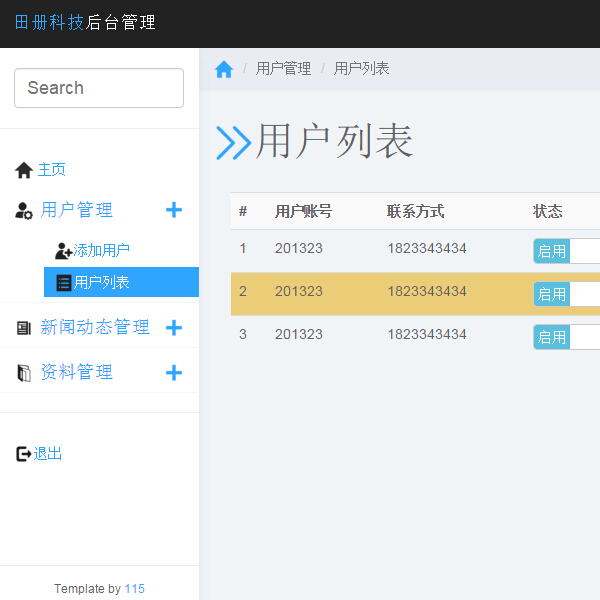 田册科技后台管理
Search
主页
用户管理
添加用户
用户列表
新闻动态管理
资料管理
退出
Template by 115
/ 用户管理 / 用户列表
用户列表
# 用户账号 联系方式 状态
1 201323 1823343434 启用
2 201323 1823343434 启用
3 201323 1823343434 启用